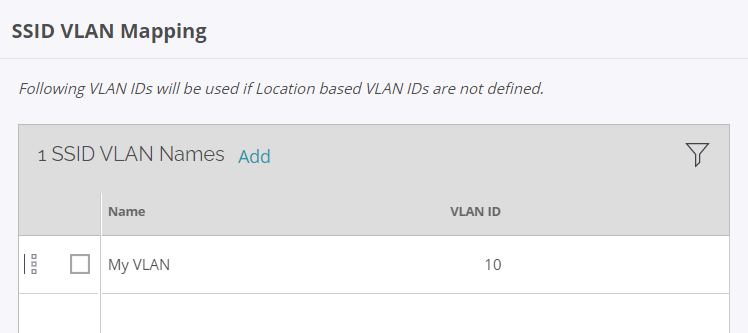 SSID VLAN Mapping
Following VLAN IDs will be used if Location based VLAN IDs are not defined.
1 SSID VLAN Names Add
Name VLAN ID
My VLAN 10